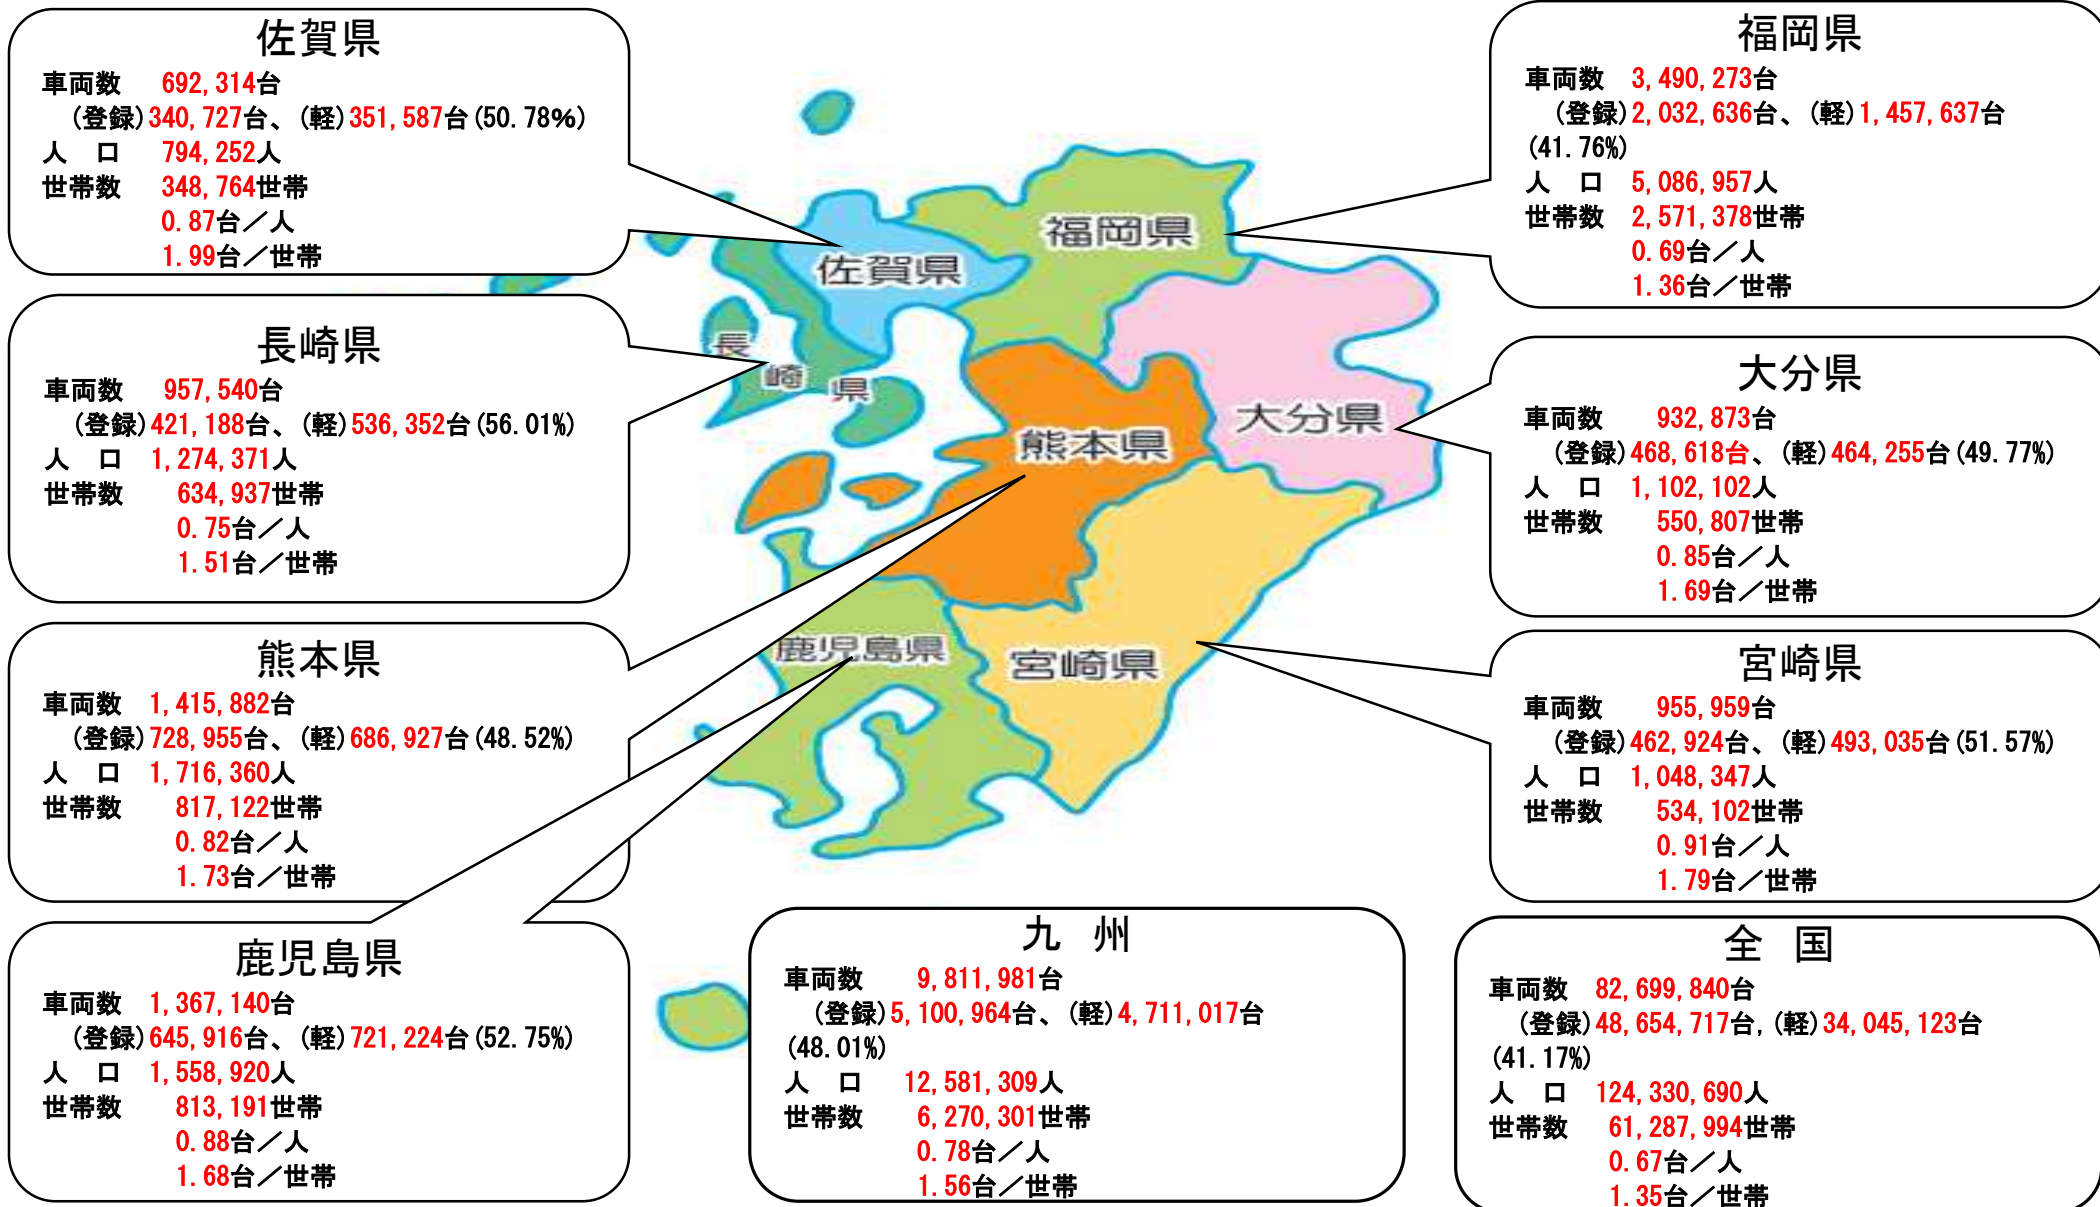 佐賀県
車両数 692,314台
(登録)340,727台、(軽)351,587台(50.78%)
人 口 794,252人
世帯数 348,764世帯
0.87台／人
1.99台／世帯
長崎県
車両数 957,540台
(登録)421,188台、(軽)536,352台(56.01%)
人 口 1,274,371人
世帯数 634,937世帯
0.75台／人
1.51台／世帯
熊本県
車両数 1,415,882台
(登録)728,955台、(軽)686,927台(48.52%)
人 口 1,716,360人
世帯数 817,122世帯
0.82台／人
1.73台／世帯
鹿児島県
車両数 1,367,140台
(登録)645,916台、(軽)721,224台(52.75%)
人 口 1,558,920人
世帯数 813,191世帯
0.88台／人
1.68台／世帯
福岡県
佐賀県
長
崎 県
大分県
熊本県
鹿児島県
宮崎県
福岡県
車両数 3,490,273台
(登録)2,032,636台、(軽)1,457,637台
(41.76%)
人 口 5,086,957人
世帯数 2,571,378世帯
0.69台／人
1.36台／世帯
大分県
車両数 932,873台
(登録)468,618台、(軽)464,255台(49.77%)
人 口 1,102,102人
世帯数 550,807世帯
0.85台／人
1.69台／世帯
宮崎県
車両数 955,959台
(登録)462,924台、(軽)493,035台(51.57%)
人 口 1,048,347人
世帯数 534,102世帯
0.91台／人
1.79台／世帯
九 州
車両数 9,811,981台
(登録)5,100,964台、(軽)4,711,017台
(48.01%)
人 口 12,581,309人
世帯数 6,270,301世帯
0.78台／人
1.56台／世帯
全 国
車両数 82,699,840台
(登録)48,654,717台,(軽)34,045,123台
(41.17%)
人 口 124,330,690人
世帯数 61,287,994世帯
0.67台／人
1.35台／世帯